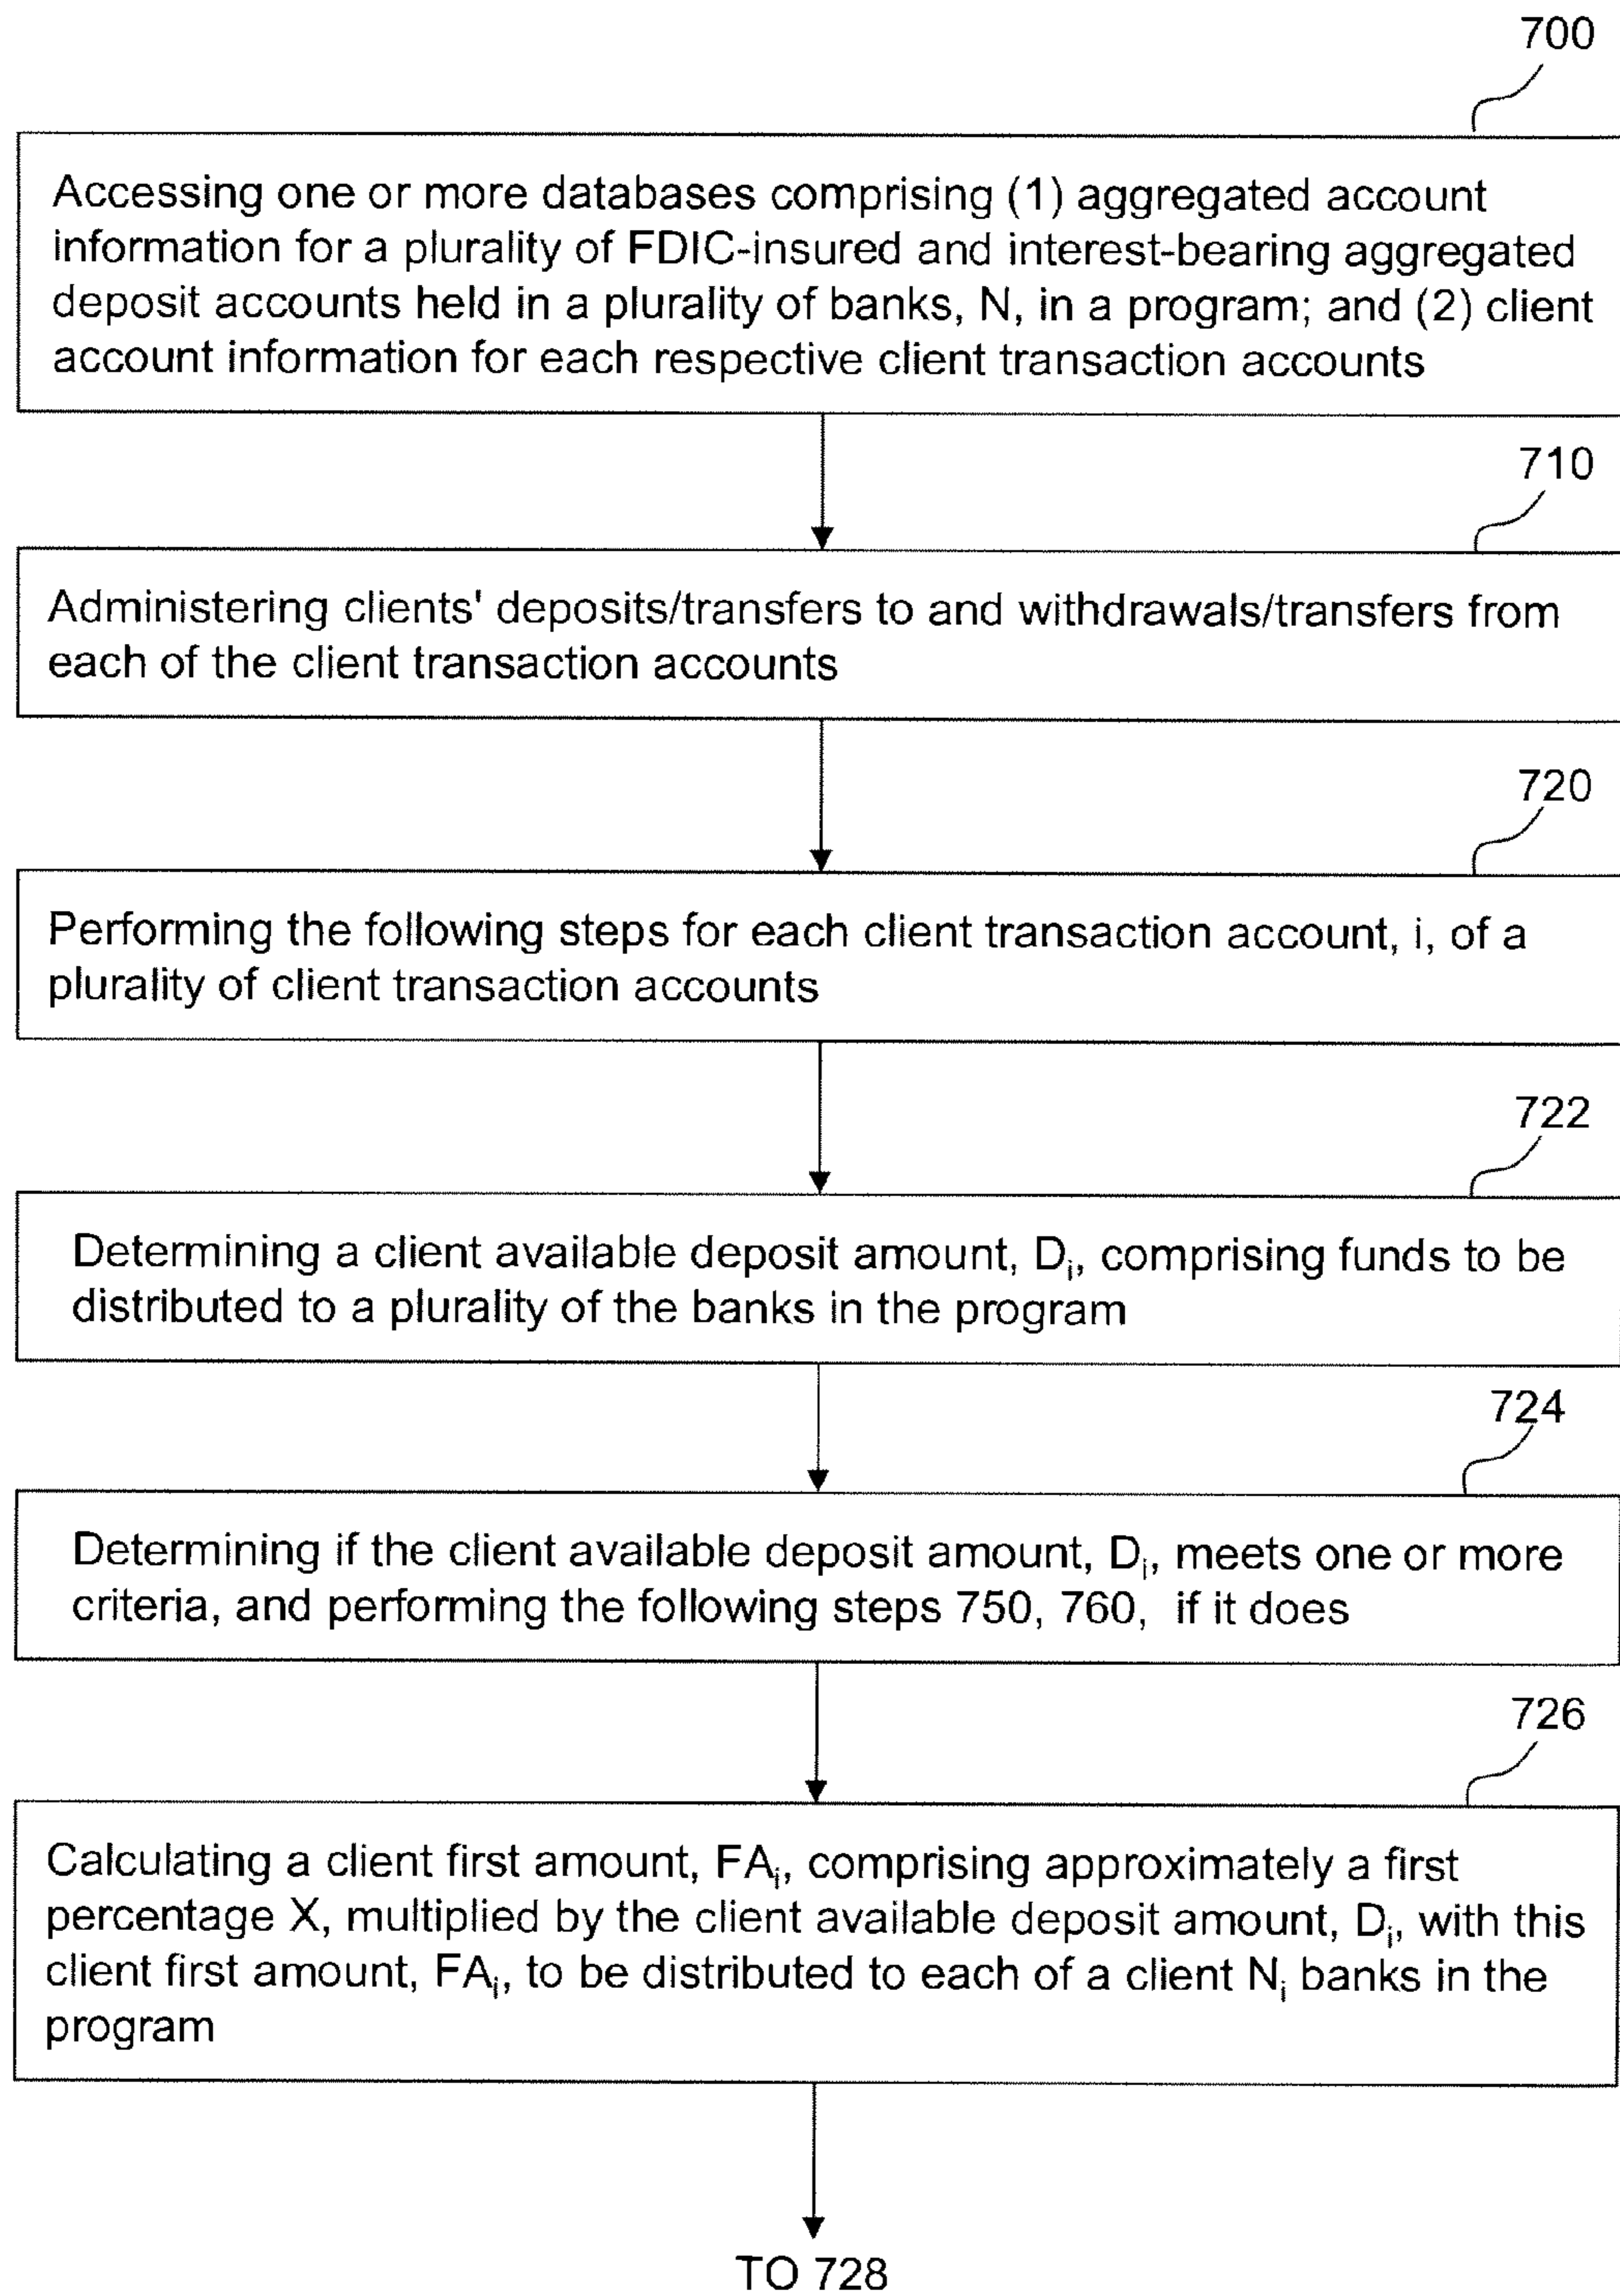 700
Accessing one or more databases comprising (1) aggregated account
information for a plurality of FDIC-insured and interest-bearing aggregated
deposit accounts held in a plurality of banks, N, in a program; and (2) client
account information for each respective client transaction accounts
710
Administering clients' deposits/transfers to and withdrawals/transfers from
each of the client transaction accounts
720
Performing the following steps for each client transaction account, i, of a
plurality of client transaction accounts
722
Determining a client available deposit amount, Di, comprising funds to be
distributed to a plurality of the banks in the program
724
Determining if the client available deposit amount, Di, meets one or more
criteria, and performing the following steps 750, 760, if it does
726
Calculating a client first amount, FAi, comprising approximately a first
percentage X, multiplied by the client available deposit amount, Di, with this
client first amount, FAi, to be distributed to each of a client Ni banks in the
program
TO 728